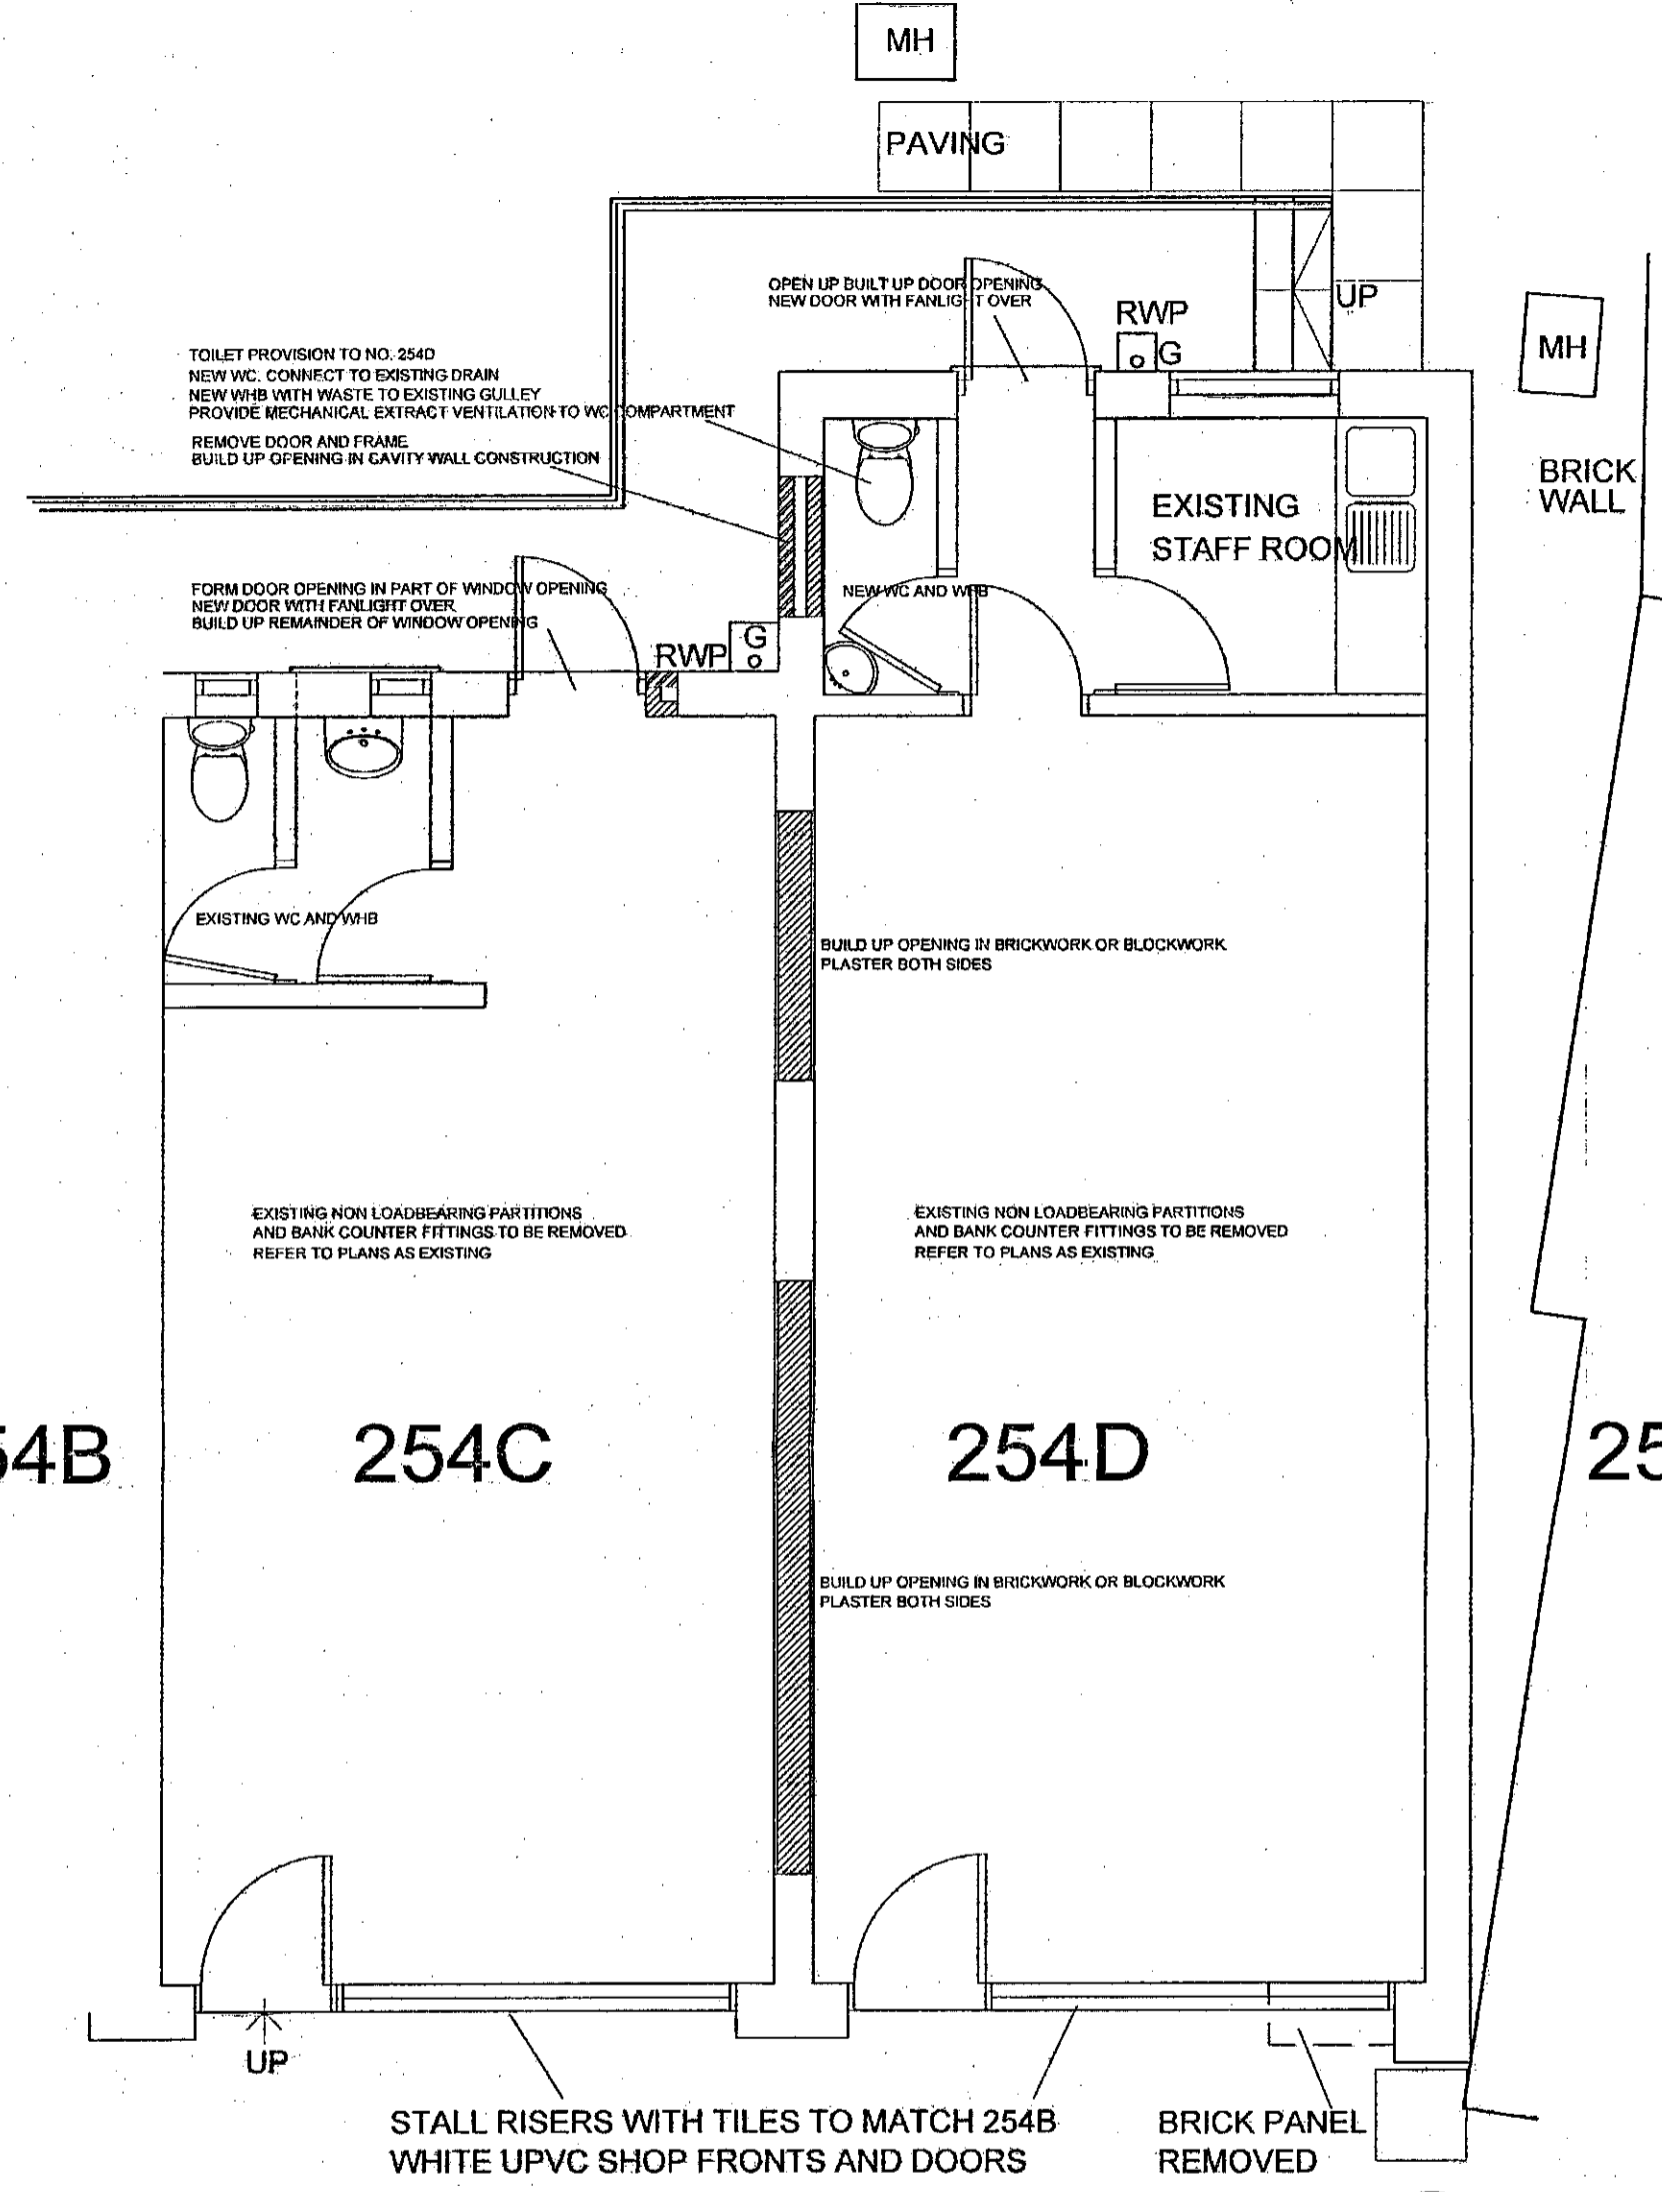 MH
PAVING
OPEN UP BUILT UP DOOR OPENING
NEW DOOR WITH FANLIGHT OVER
RWP
G
UP
MH
TOILET PROVISION TO NO. 254D
NEW WC. CONNECT TO EXISTING DRAIN
NEW WHB WITH WASTE TO EXISTING GULLEY
PROVIDE MECHANICAL EXTRACT VENTILATION TO WC COMPARTMENT
REMOVE DOOR AND FRAME
BUILD UP OPENING IN CAVITY WALL CONSTRUCTION
BRICK
WALL
EXISTING
STAFF ROOM
FORM DOOR OPENING IN PART OF WINDOW OPENING
NEW DOOR WITH FANLIGHT OVER
BUILD UP REMAINDER OF WINDOW OPENING
NEW WC AND WHB
RWP
G
EXISTING WC AND WHB
BUILD UP OPENING IN BRICKWORK OR BLOCKWORK
PLASTER BOTH SIDES
EXISTING NON LOADBEARING PARTITIONS
AND BANK COUNTER FITTINGS TO BE REMOVED
REFER TO PLANS AS EXISTING
EXISTING NON LOADBEARING PARTITIONS
AND BANK COUNTER FITTINGS TO BE REMOVED
REFER TO PLANS AS EXISTING
54B
254C
254D
25
BUILD UP OPENING IN BRICKWORK OR BLOCKWORK
PLASTER BOTH SIDES
UP
STALL RISERS WITH TILES TO MATCH 254B
WHITE UPVC SHOP FRONTS AND DOORS
BRICK PANEL
REMOVED